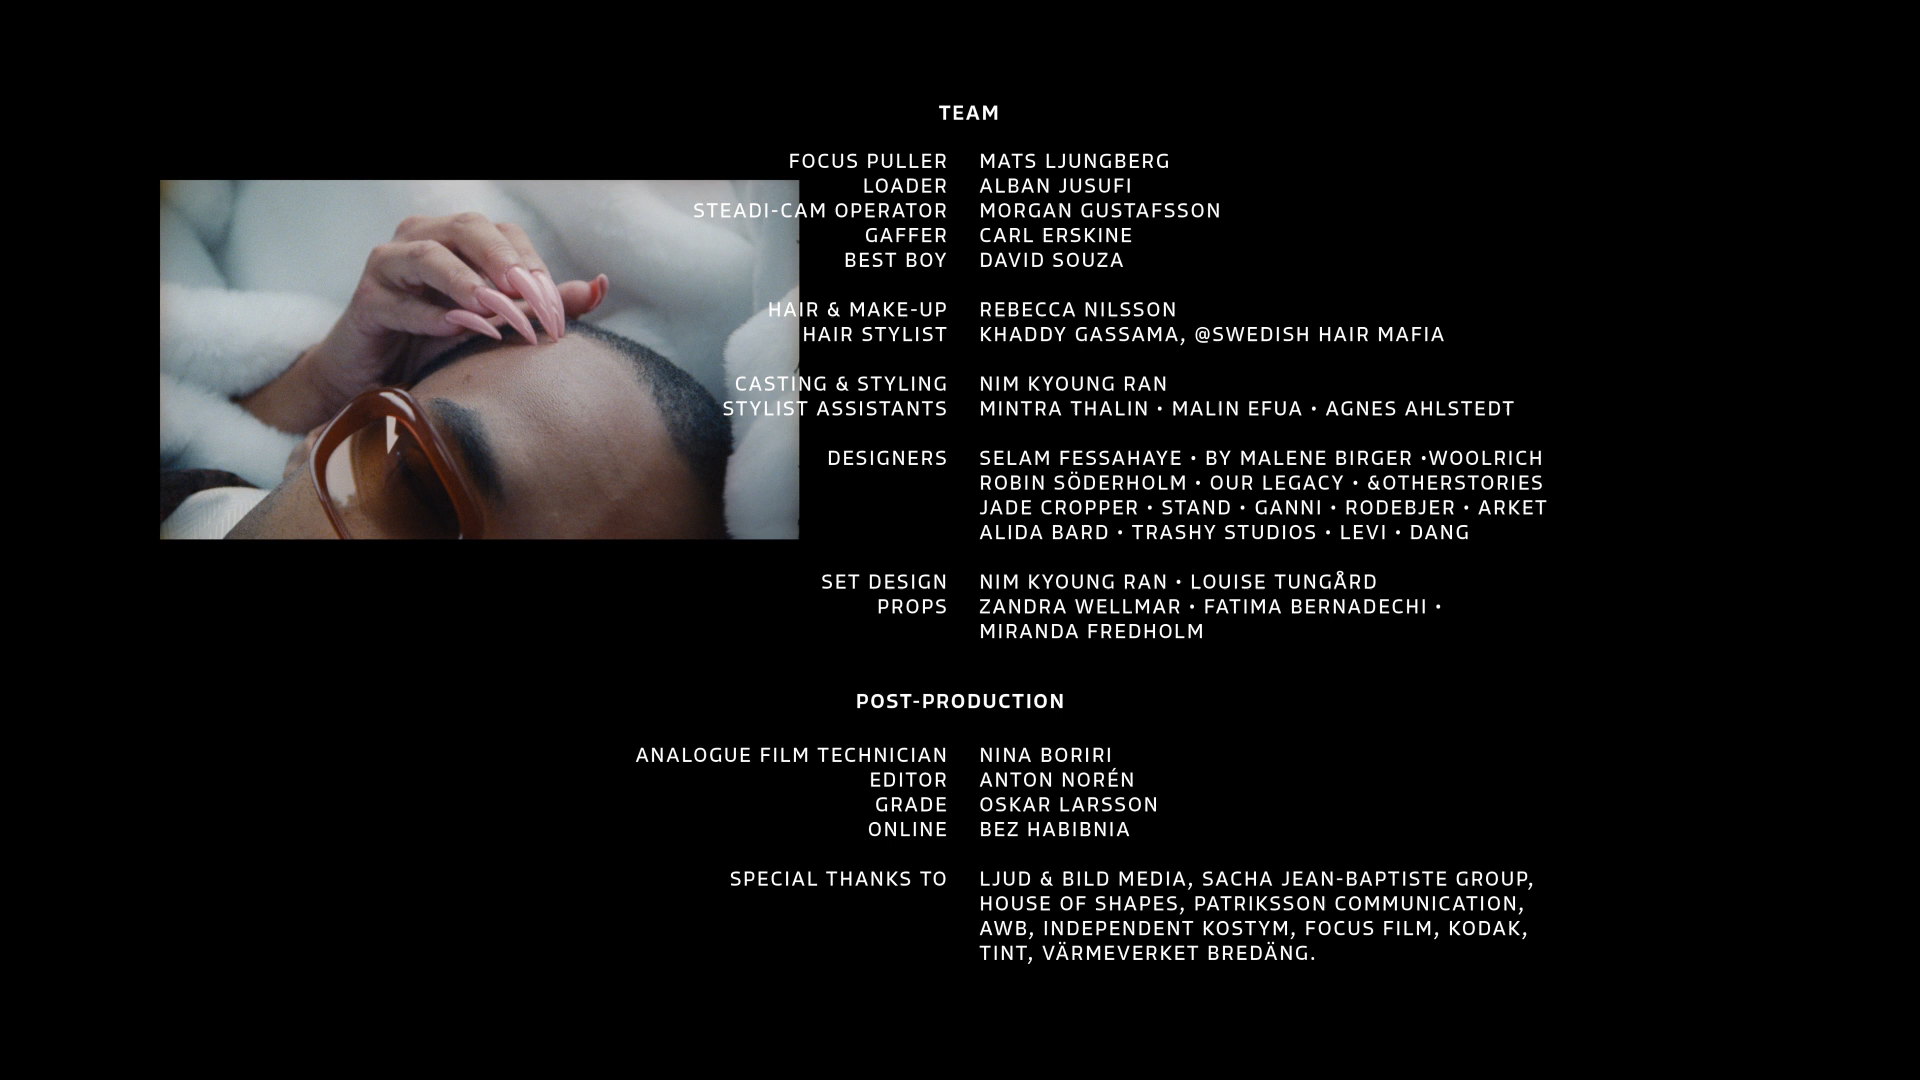 TEAM
FOCUS PULLER MATS LJUNGBERG
LOADER ALBAN JUSUFI
STEADI-CAM OPERATOR MORGAN GUSTAFSSON
GAFFER CARL ERSKINE
BEST BOY DAVID SOUZA
HAIR & MAKE-UP REBECCA NILSSON
HAIR STYLIST KHADDY GASSAMA, @SWEDISH HAIR MAFIA
CASTING & STYLING NIM KYOUNG RAN
STYLIST ASSISTANTS MINTRA THALIN • MALIN EFUA • AGNES AHLSTEDT
DESIGNERS SELAM FESSAHAYE • BY MALENE BIRGER •WOOLRICH
ROBIN SÖDERHOLM • OUR LEGACY • &OTHERSTORIES
JADE CROPPER • STAND • GANNI • RODEBJER • ARKET
ALIDA BARD • TRASHY STUDIOS • LEVI • DANG
SET DESIGN NIM KYOUNG RAN • LOUISE TUNGÅRD
PROPS ZANDRA WELLMAR • FATIMA BERNADECHI •
MIRANDA FREDHOLM
POST-PRODUCTION
ANALOGUE FILM TECHNICIAN NINA BORIRI
EDITOR ANTON NORÉN
GRADE OSKAR LARSSON
ONLINE BEZ HABIBNIA
SPECIAL THANKS TO LJUD & BILD MEDIA, SACHA JEAN-BAPTISTE GROUP,
HOUSE OF SHAPES, PATRIKSSON COMMUNICATION,
AWB, INDEPENDENT KOSTYM, FOCUS FILM, KODAK,
TINT, VÄRMEVERKET BREDÄNG.